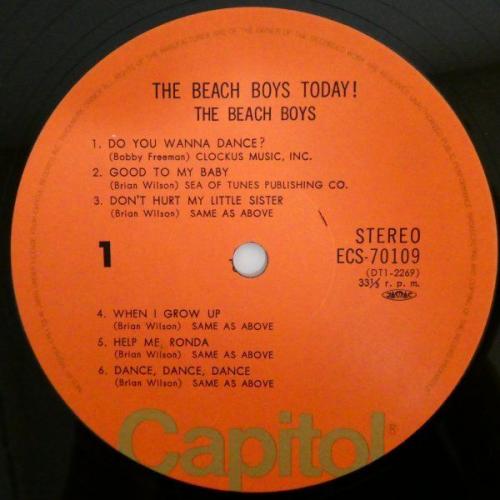 THE BEACH BOYS TODAY!
THE BEACH BOYS
1. DO YOU WANNA DANCE?
(Bobby Freeman) CLOCKUS MUSIC, INC.
2. GOOD TO MY BABY
(Brian Wilson) SEA OF TUNES PUBLISHING CO.
3. DON'T HURT MY LITTLE SISTER
(Brian Wilson) SAME AS ABOVE
1
STEREO
ECS-70109
(DT1-2269)
33⅓ r. p. m.
4. WHEN I GROW UP
(Brian Wilson) SAME AS ABOVE
5. HELP ME, RONDA
(Brian Wilson) SAME AS ABOVE
6. DANCE, DANCE, DANCE
(Brian Wilson) SAME AS ABOVE
Capitol®